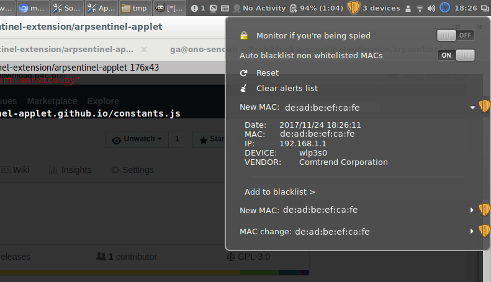 No Activity 94% (1:04) 3 devices 18:26
ntinel-extension/arpsentinel-applet
ntinel-extension/arpsentinel-ap...
ga@ono-senc
nel-extension/arpsentinel-applet 176x43
nel-applet.github.io/constants.js
ues Marketplace Explore
Unwatch 1 Star
Wiki Insights Settings
eleases 1 contributor GPL-3.0
Monitor if you're being spied OFF
Auto blacklist non whitelisted MACs ON
Reset
Clear alerts list
New MAC: de:ad:be:ef:ca:fe
Date: 2017/11/24 18:26:11
MAC: de:ad:be:ef:ca:fe
IP: 192.168.1.1
DEVICE: wlp3s0
VENDOR: Comtrend Corporation
Add to blacklist >
New MAC: de:ad:be:ef:ca:fe
MAC change: de:ad:be:ef:ca:fe